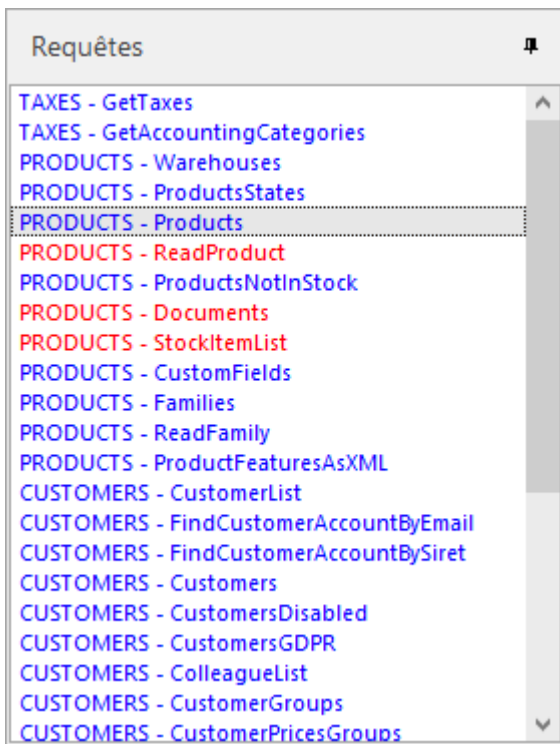 Requêtes
TAXES - GetTaxes
TAXES - GetAccountingCategories
PRODUCTS - Warehouses
PRODUCTS - ProductsStates
PRODUCTS - Products
PRODUCTS - ReadProduct
PRODUCTS - ProductsNotInStock
PRODUCTS - Documents
PRODUCTS - StockItemList
PRODUCTS - CustomFields
PRODUCTS - Families
PRODUCTS - ReadFamily
PRODUCTS - ProductFeaturesAsXML
CUSTOMERS - CustomerList
CUSTOMERS - FindCustomerAccountByEmail
CUSTOMERS - FindCustomerAccountBySiret
CUSTOMERS - Customers
CUSTOMERS - CustomersDisabled
CUSTOMERS - CustomersGDPR
CUSTOMERS - ColleagueList
CUSTOMERS - CustomerGroups
CUSTOMERS - CustomerPricesGroups